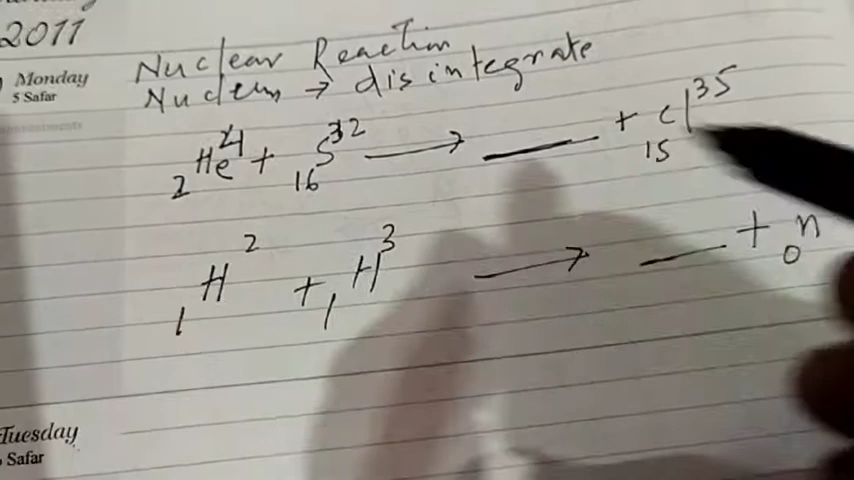 2011
Monday
5 Safar
Nuclear Reaction
Nucleus → disintegrate
₂He⁴ + ₁₆S³² → ___ + ₁₅Cl³⁵
₁H² + ₁H³ → ___ + ₀n
Tuesday
Safar